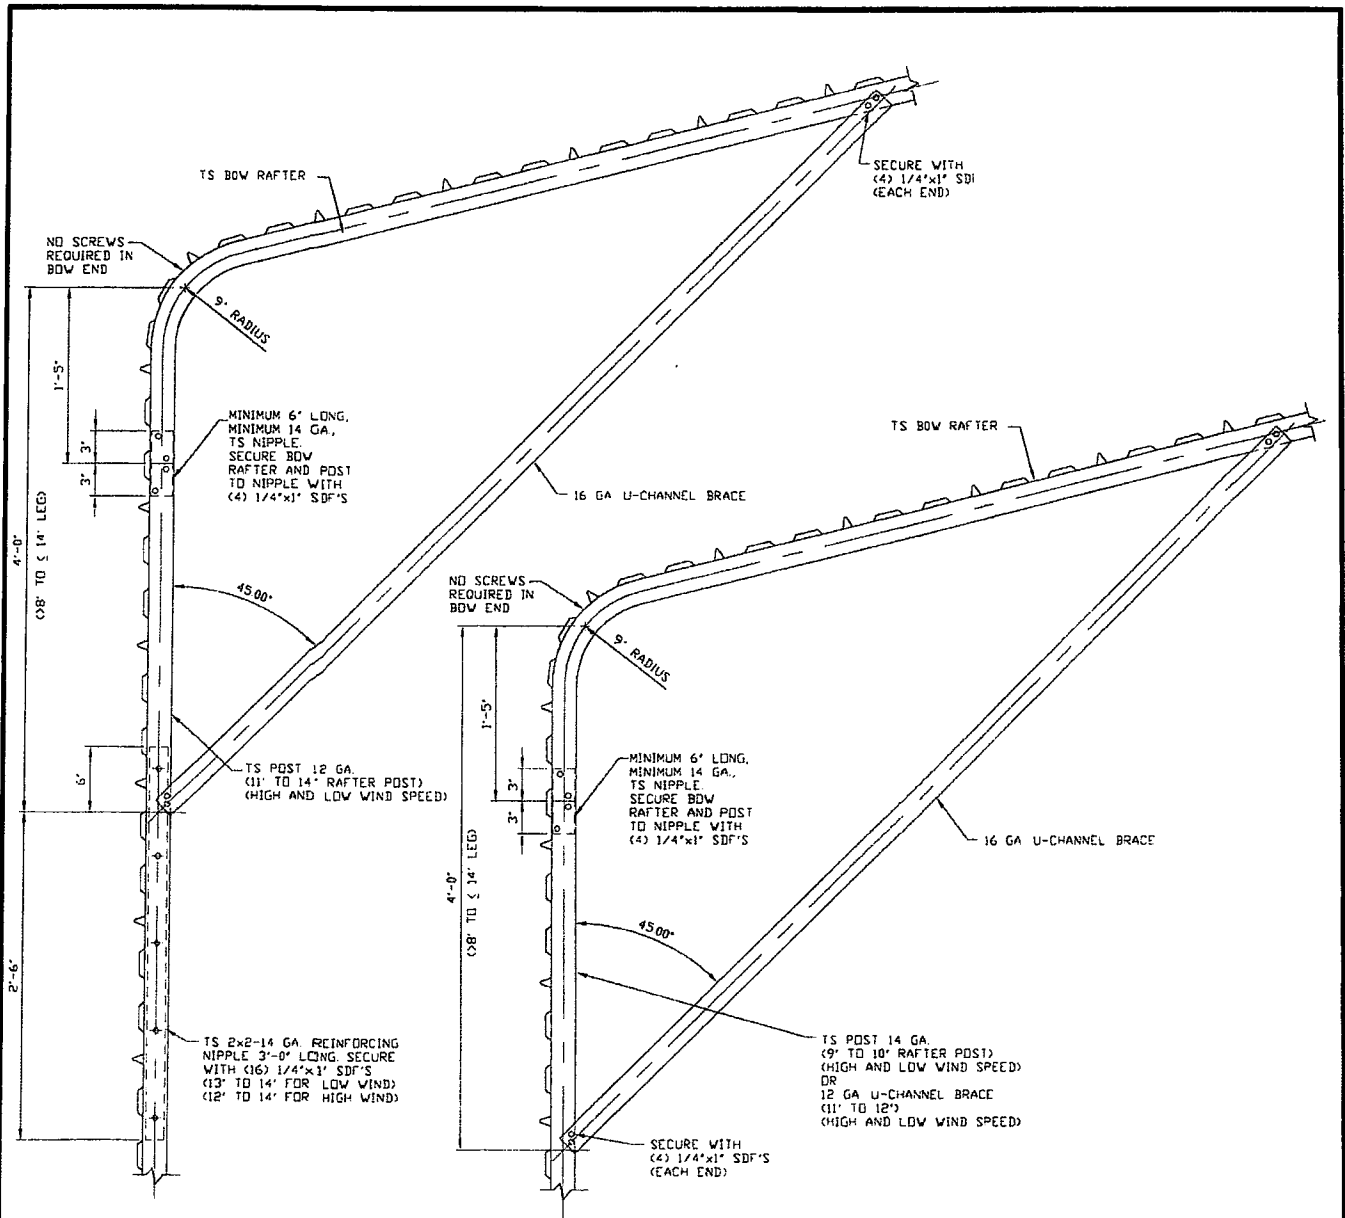 TS BOW RAFTER
SECURE WITH
(4) 1/4"x1" SDF
(EACH END)
NO SCREWS
REQUIRED IN
BOW END
9" RADIUS
1'-5"
3"
3"
MINIMUM 6" LONG,
MINIMUM 14 GA.,
TS NIPPLE.
SECURE BOW
RAFTER AND POST
TO NIPPLE WITH
(4) 1/4"x1" SDF'S
16 GA U-CHANNEL BRACE
4'-0"
(>8' TO ≤ 14' LEG)
45.00°
6"
TS POST 12 GA.
(11' TO 14' RAFTER POST)
(HIGH AND LOW WIND SPEED)
2'-6"
TS 2x2-14 GA. REINFORCING
NIPPLE 3'-0" LONG. SECURE
WITH (16) 1/4"x1" SDF'S
(13' TO 14' FOR LOW WIND)
(12' TO 14' FOR HIGH WIND)
TS BOW RAFTER
NO SCREWS
REQUIRED IN
BOW END
9" RADIUS
1'-5"
3"
3"
MINIMUM 6" LONG,
MINIMUM 14 GA.,
TS NIPPLE.
SECURE BOW
RAFTER AND POST
TO NIPPLE WITH
(4) 1/4"x1" SDF'S
16 GA U-CHANNEL BRACE
4'-0"
(>8' TO ≤ 14' LEG)
45.00°
TS POST 14 GA.
(9' TO 10' RAFTER POST)
(HIGH AND LOW WIND SPEED)
OR
12 GA U-CHANNEL BRACE
(11' TO 12')
(HIGH AND LOW WIND SPEED)
SECURE WITH
(4) 1/4"x1" SDF'S
(EACH END)